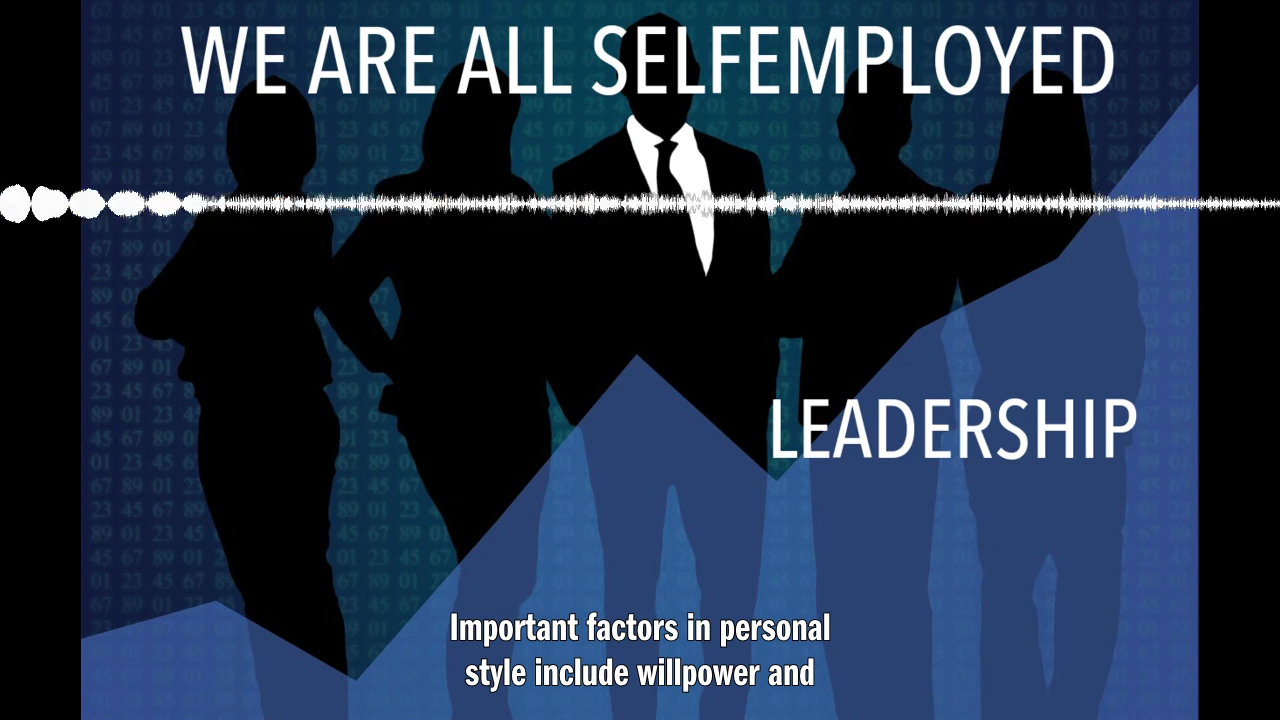 WE ARE ALL SELFEMPLOYED
LEADERSHIP
Important factors in personal
style include willpower and